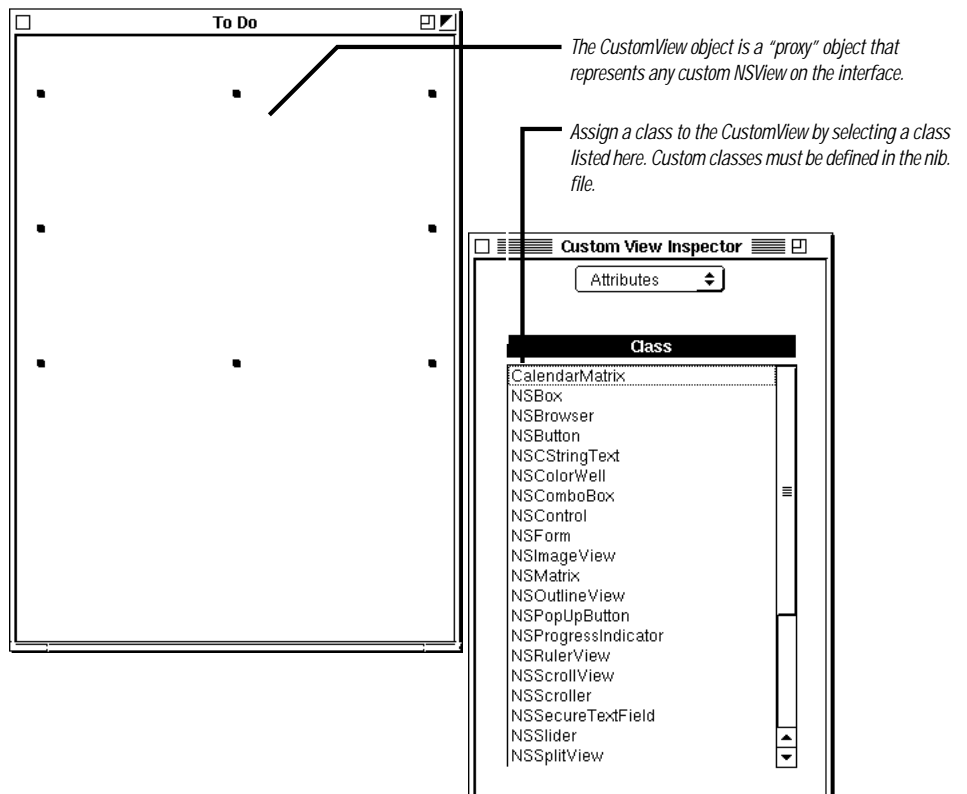 To Do
The CustomView object is a “proxy” object that
represents any custom NSView on the interface.
Assign a class to the CustomView by selecting a class
listed here. Custom classes must be defined in the nib.
file.
Custom View Inspector
Attributes
Class
CalendarMatrix
NSBox
NSBrowser
NSButton
NSCStringText
NSColorWell
NSComboBox
NSControl
NSForm
NSImageView
NSMatrix
NSOutlineView
NSPopUpButton
NSProgressIndicator
NSRulerView
NSScrollView
NSScroller
NSSecureTextField
NSSlider
NSSplitView